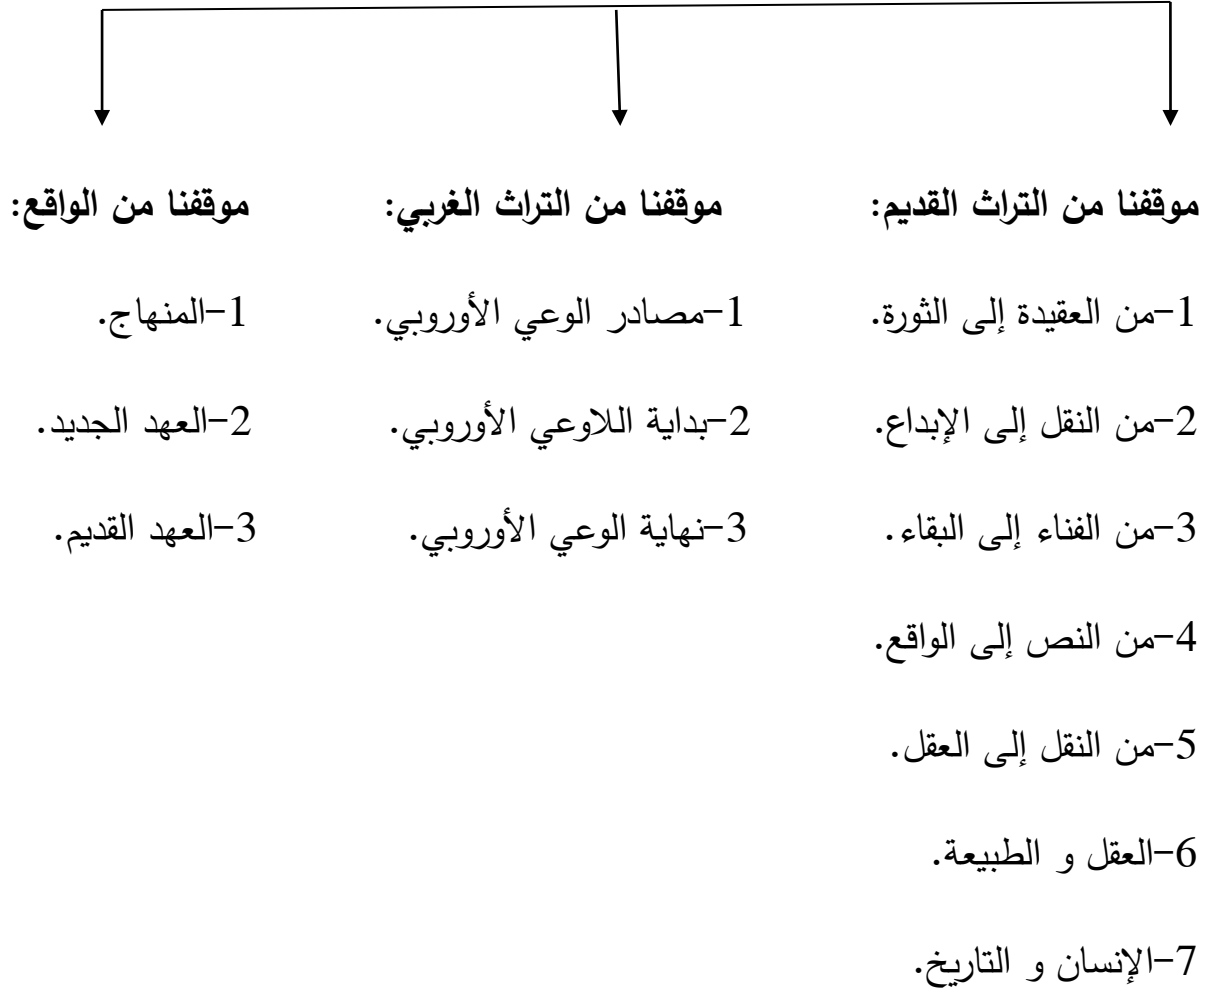 موقفنا من التراث القديم:
1-من العقيدة إلى الثورة.
2-من النقل إلى الإبداع.
3-من الفناء إلى البقاء.
4-من النص إلى الواقع.
5-من النقل إلى العقل.
6-العقل و الطبيعة.
7-الإنسان و التاريخ.
موقفنا من التراث الغربي:
1-مصادر الوعي الأوروبي.
2-بداية اللاوعي الأوروبي.
3-نهاية الوعي الأوروبي.
موقفنا من الواقع:
1-المنهاج.
2-العهد الجديد.
3-العهد القديم.